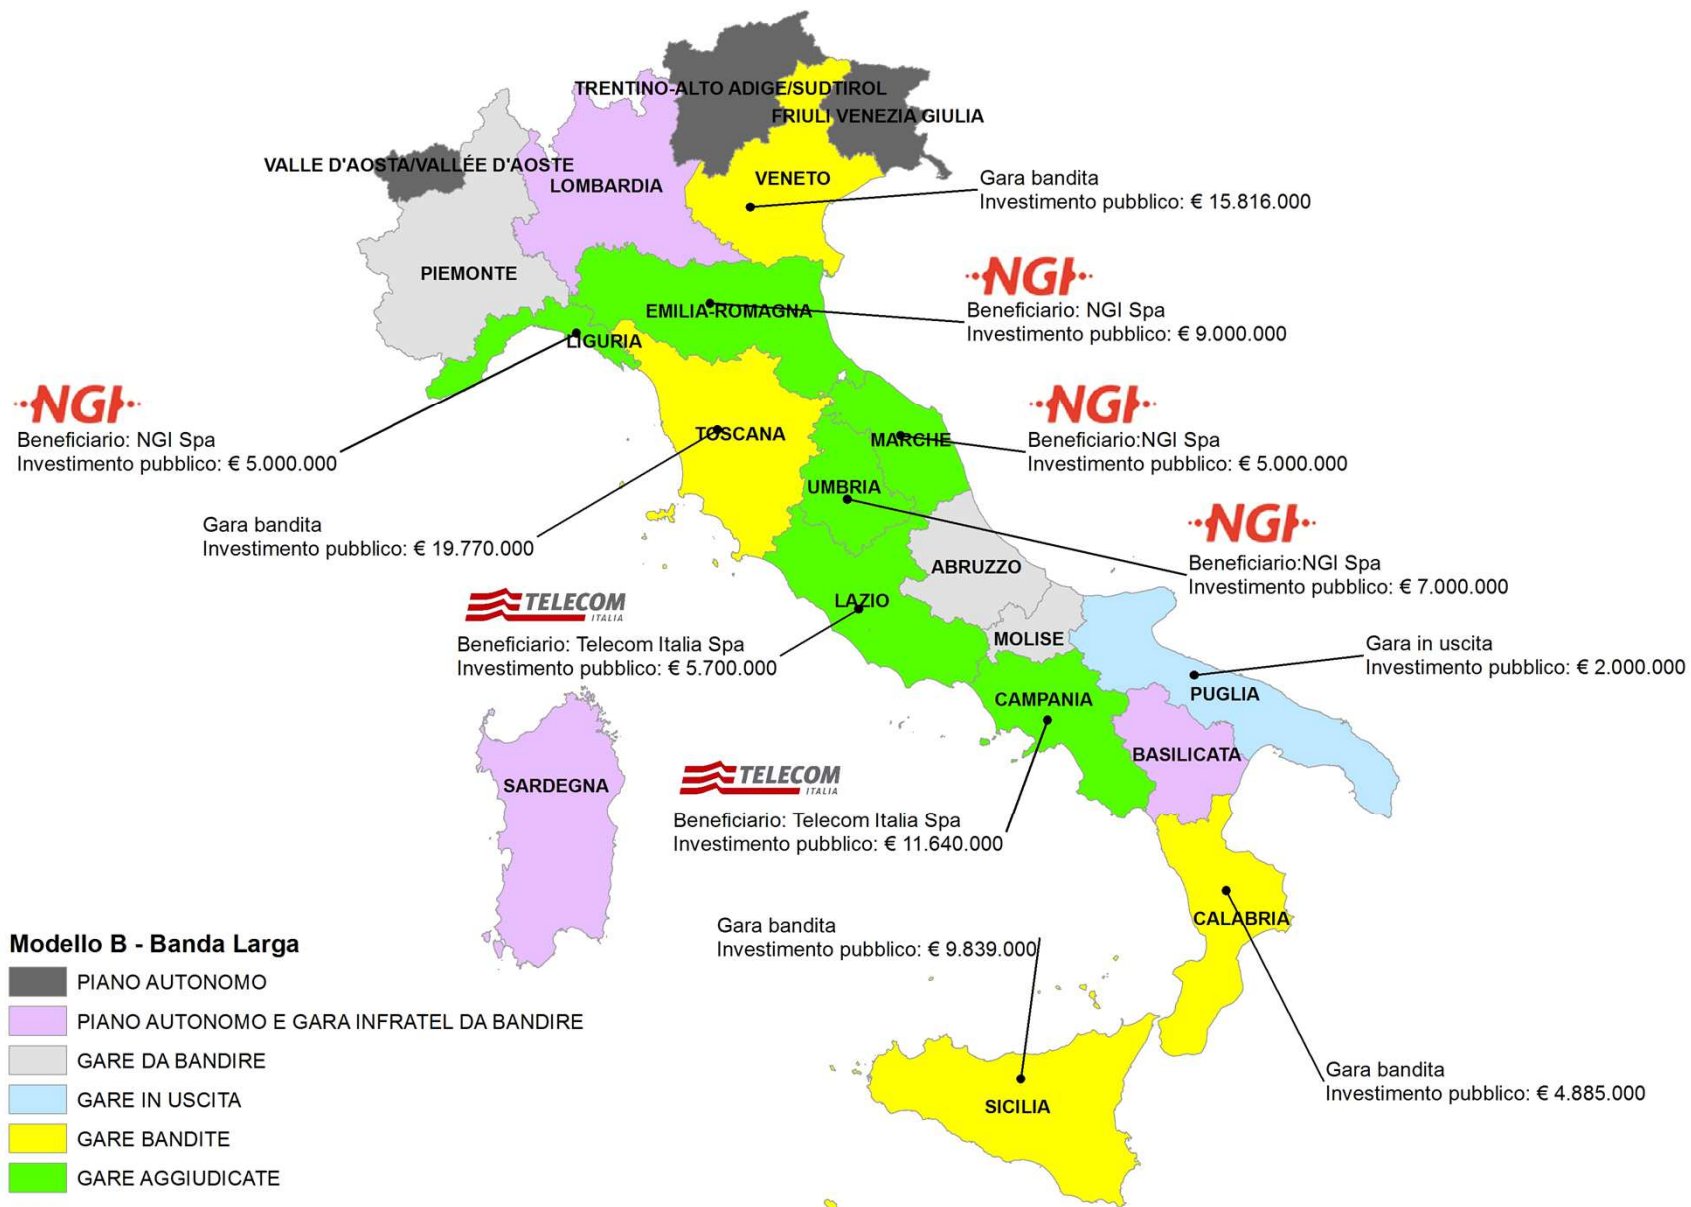 TRENTINO-ALTO ADIGE/SUDTIROL
FRIULI VENEZIA GIULIA
VALLE D'AOSTA/VALLÉE D'AOSTE
LOMBARDIA
VENETO
Gara bandita
Investimento pubblico: € 15.816.000
PIEMONTE
NGI
EMILIA-ROMAGNA
Beneficiario: NGI Spa
Investimento pubblico: € 9.000.000
LIGURIA
NGI
Beneficiario: NGI Spa
Investimento pubblico: € 5.000.000
NGI
TOSCANA
MARCHE
Beneficiario:NGI Spa
Investimento pubblico: € 5.000.000
UMBRIA
Gara bandita
Investimento pubblico: € 19.770.000
NGI
Beneficiario:NGI Spa
Investimento pubblico: € 7.000.000
ABRUZZO
LAZIO
TELECOM
ITALIA
Beneficiario: Telecom Italia Spa
Investimento pubblico: € 5.700.000
MOLISE
Gara in uscita
Investimento pubblico: € 2.000.000
PUGLIA
CAMPANIA
BASILICATA
SARDEGNA
TELECOM
ITALIA
Beneficiario: Telecom Italia Spa
Investimento pubblico: € 11.640.000
CALABRIA
Gara bandita
Investimento pubblico: € 9.839.000
Gara bandita
Investimento pubblico: € 4.885.000
SICILIA
Modello B - Banda Larga
PIANO AUTONOMO
PIANO AUTONOMO E GARA INFRATEL DA BANDIRE
GARE DA BANDIRE
GARE IN USCITA
GARE BANDITE
GARE AGGIUDICATE